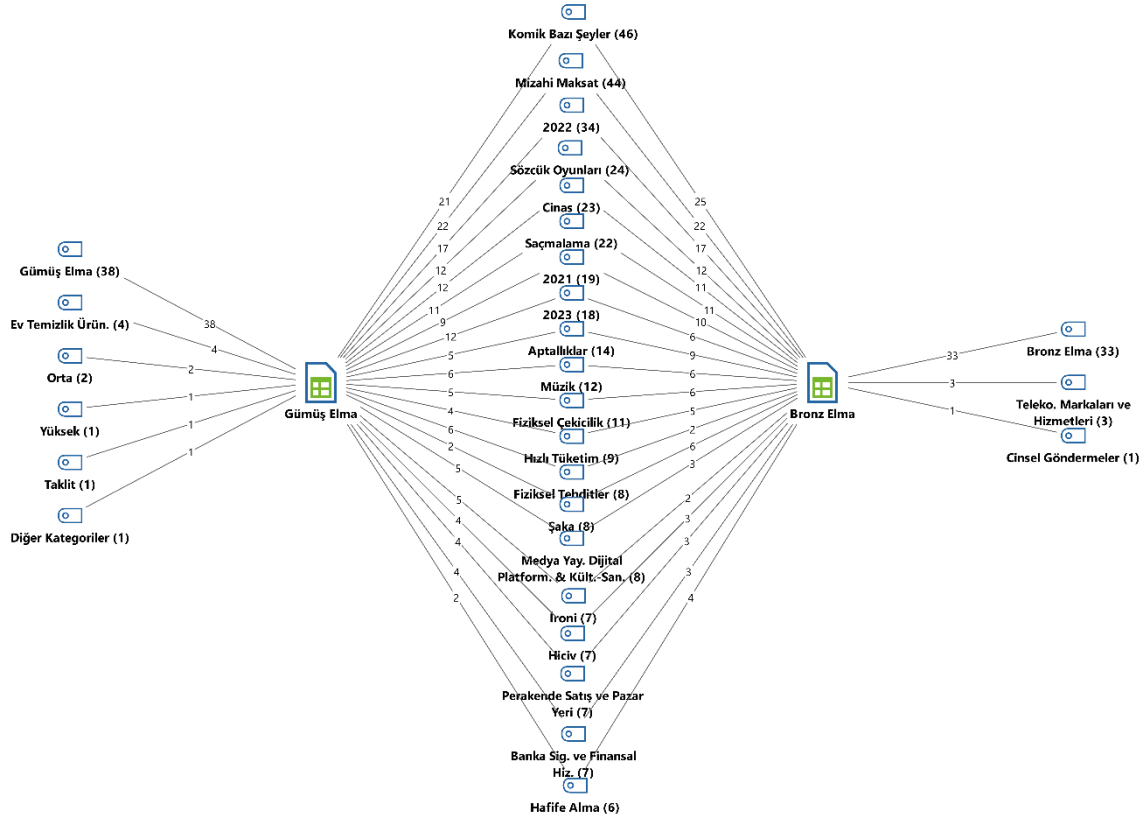 Komik Bazı Şeyler (46)
Mizahi Maksat (44)
2022 (34)
Sözcük Oyunları (24)
Cinas (23)
Saçmalama (22)
2021 (19)
2023 (18)
Aptallıklar (14)
Müzik (12)
Fiziksel Çekicilik (11)
Hızlı Tüketim (9)
Fiziksel Tehditler (8)
Şaka (8)
Medya Yay. Dijital
Platform. & Kült.-San. (8)
İroni (7)
Hiciv (7)
Perakende Satış ve Pazar
Yeri (7)
Banka Sig. ve Finansal
Hiz. (7)
Hafife Alma (6)
Gümüş Elma (38)
Ev Temizlik Ürün. (4)
Orta (2)
Yüksek (1)
Taklit (1)
Diğer Kategoriler (1)
38
4
2
1
1
1
Gümüş Elma
21
22
17
12
12
11
9
12
5
6
5
4
6
2
5
5
4
4
4
2
25
22
17
12
11
11
10
6
9
6
6
5
2
6
3
2
3
3
3
4
Bronz Elma
33
3
1
Bronz Elma (33)
Teleko. Markaları ve
Hizmetleri (3)
Cinsel Göndermeler (1)